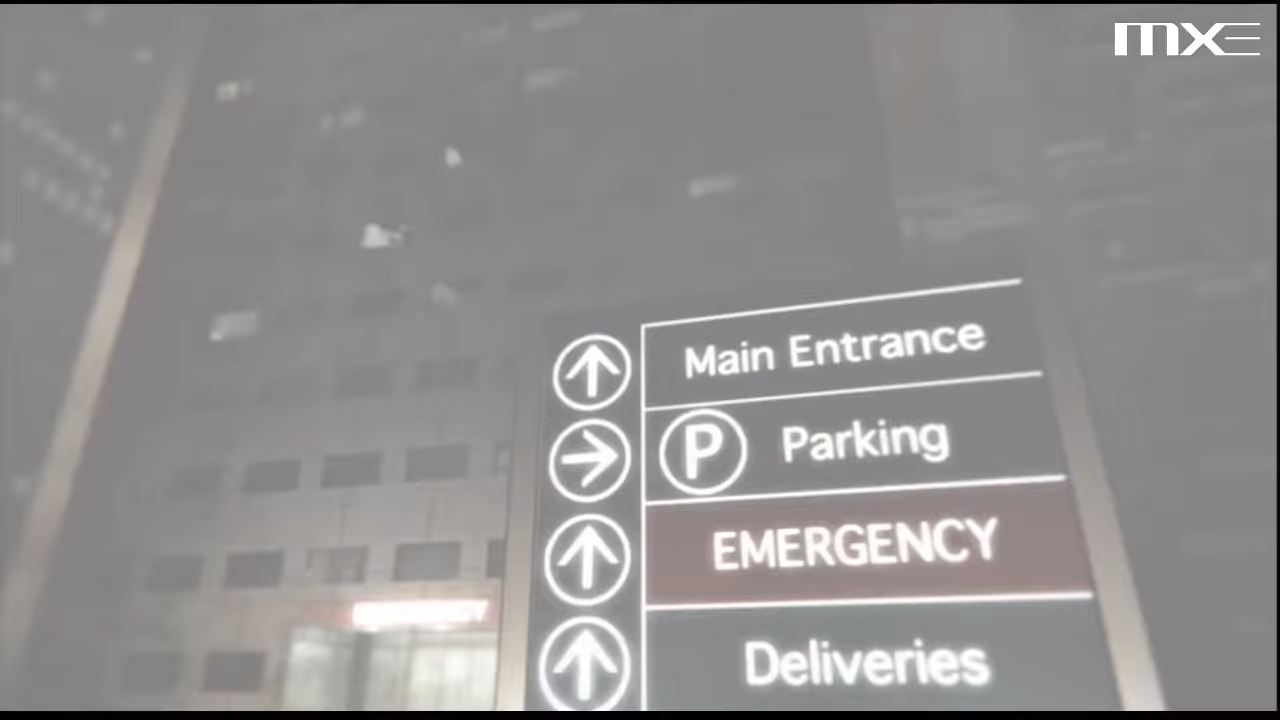 MXE
Main Entrance
P Parking
EMERGENCY
Deliveries